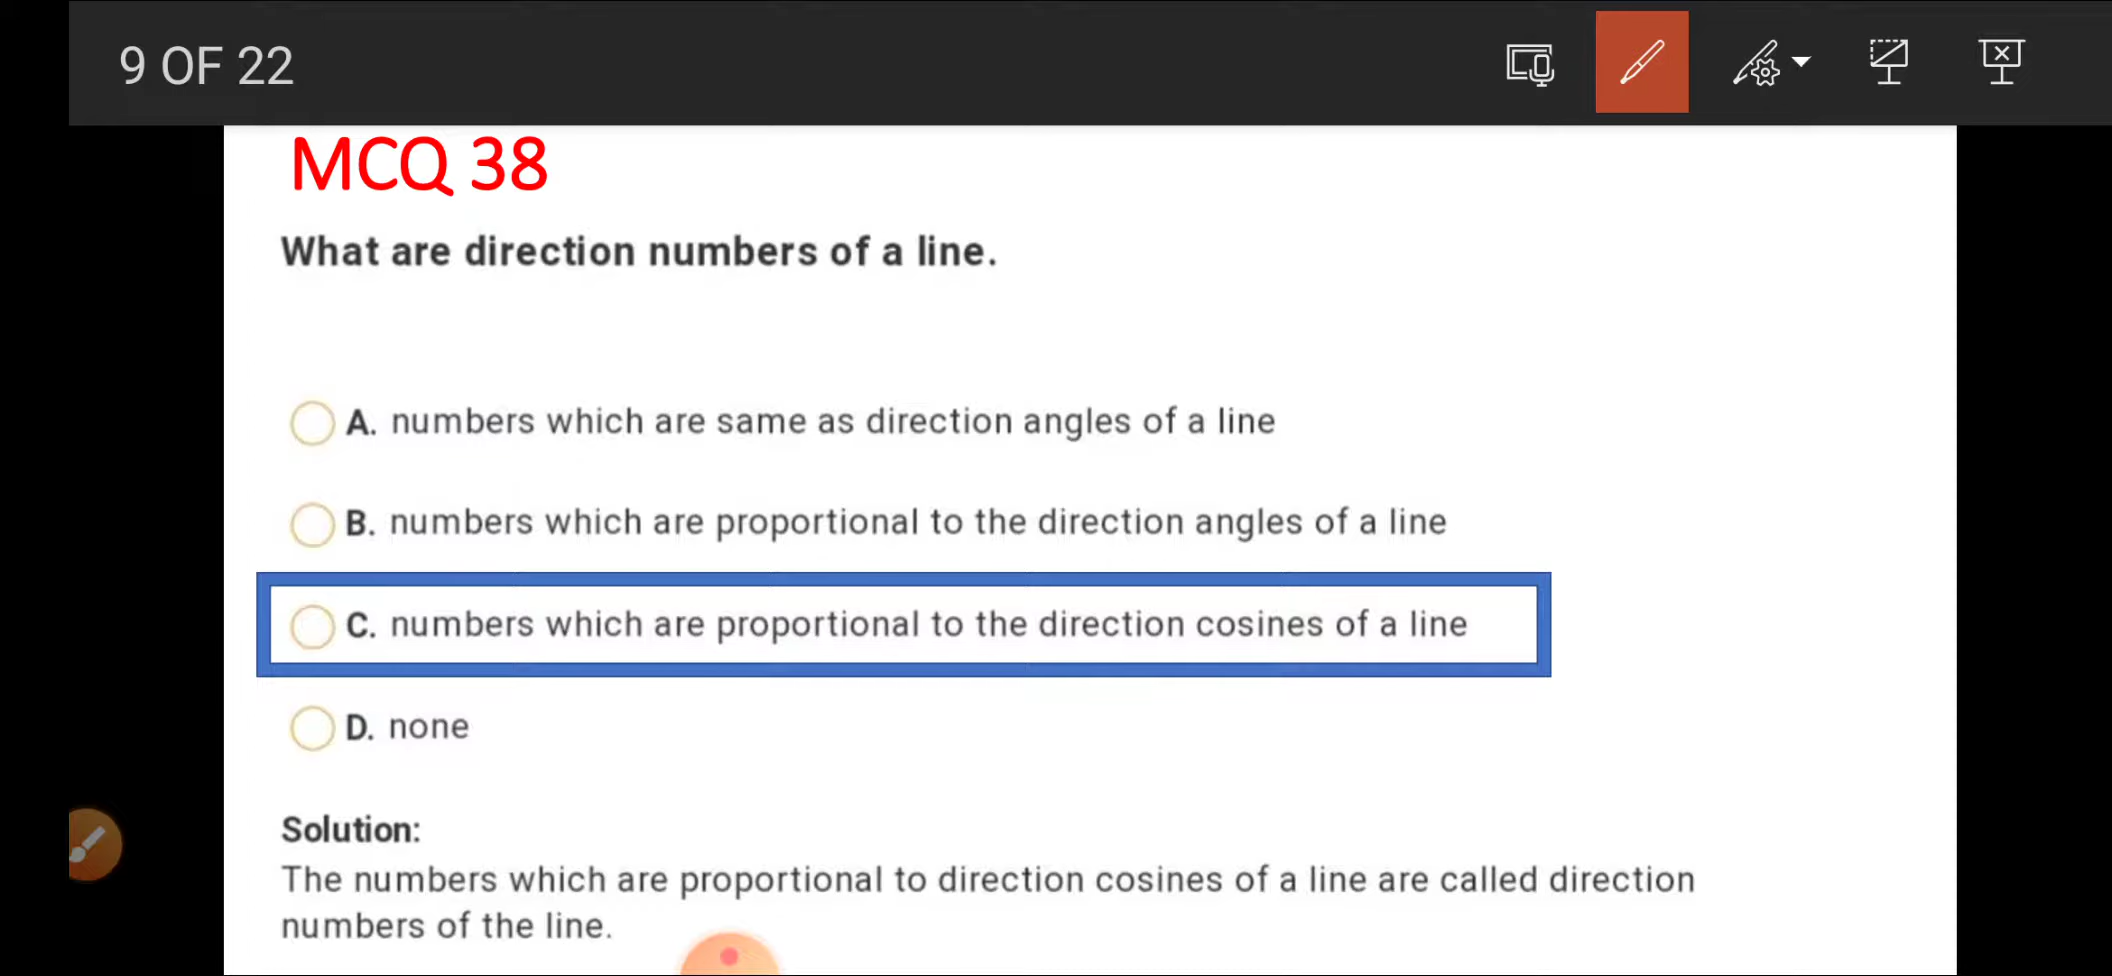 9 OF 22
MCQ 38
What are direction numbers of a line.
A. numbers which are same as direction angles of a line
B. numbers which are proportional to the direction angles of a line
C. numbers which are proportional to the direction cosines of a line
D. none
Solution:
The numbers which are proportional to direction cosines of a line are called direction
numbers of the line.